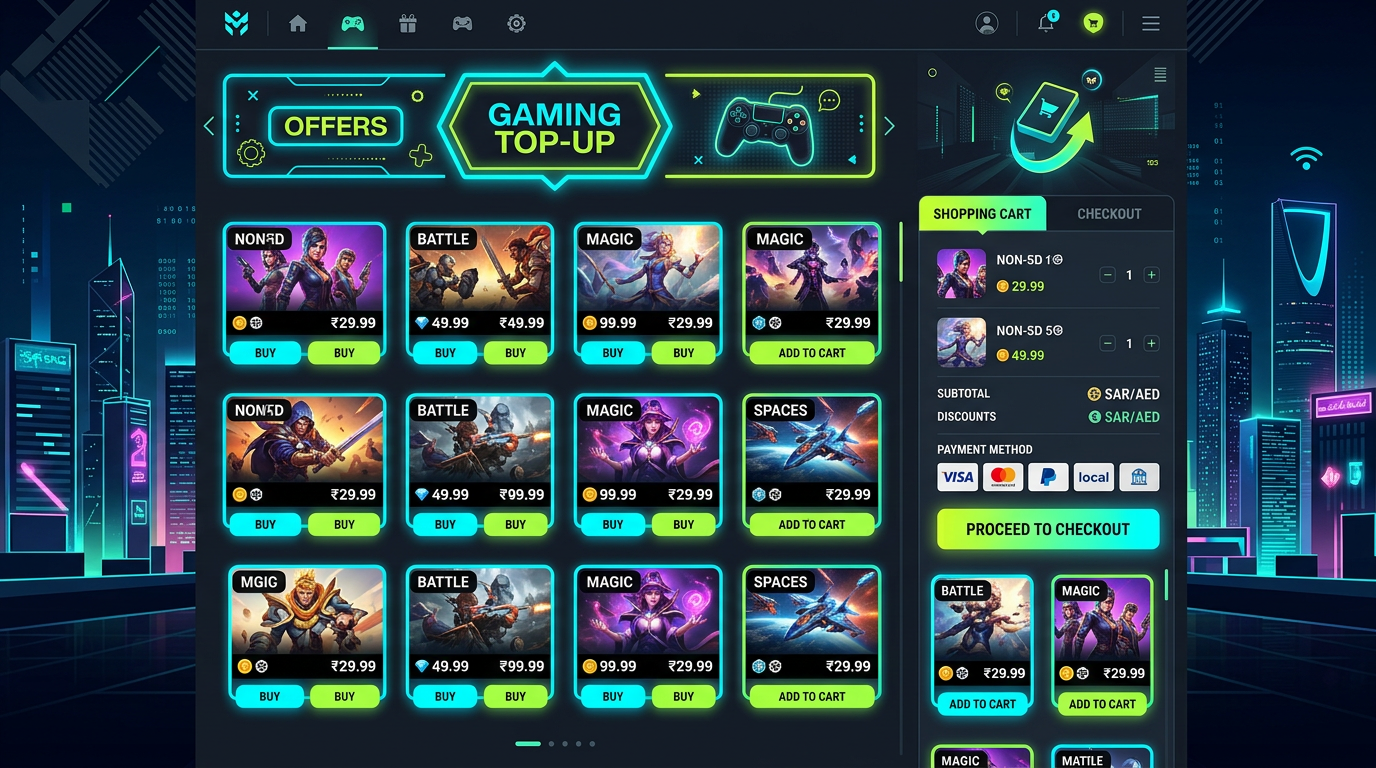 OFFERS
GAMING
TOP-UP
SHOPPING CART
CHECKOUT
BATTLE
MAGIC
MAGIC
₹29.99
49.99 ₹49.99
99.99 ₹29.99
₹29.99
BUY BUY
BUY BUY
BUY BUY
ADD TO CART
NON-SD
29.99
1
NON-SD
49.99
1
SUBTOTAL SAR/AED
DISCOUNTS SAR/AED
PAYMENT METHOD
VISA
PayPal
local
PROCEED TO CHECKOUT
BATTLE
MAGIC
SPACES
₹29.99
49.99 ₹99.99
99.99 ₹29.99
₹29.99
BUY BUY
BUY BUY
BUY BUY
ADD TO CART
MGIC
BATTLE
MAGIC
SPACES
₹29.99
49.99 ₹99.99
99.99 ₹29.99
₹29.99
BUY BUY
BUY BUY
BUY BUY
ADD TO CART
BATTLE
MAGIC
₹29.99
₹29.99
ADD TO CART
ADD TO CART
MAGIC
MATTLE